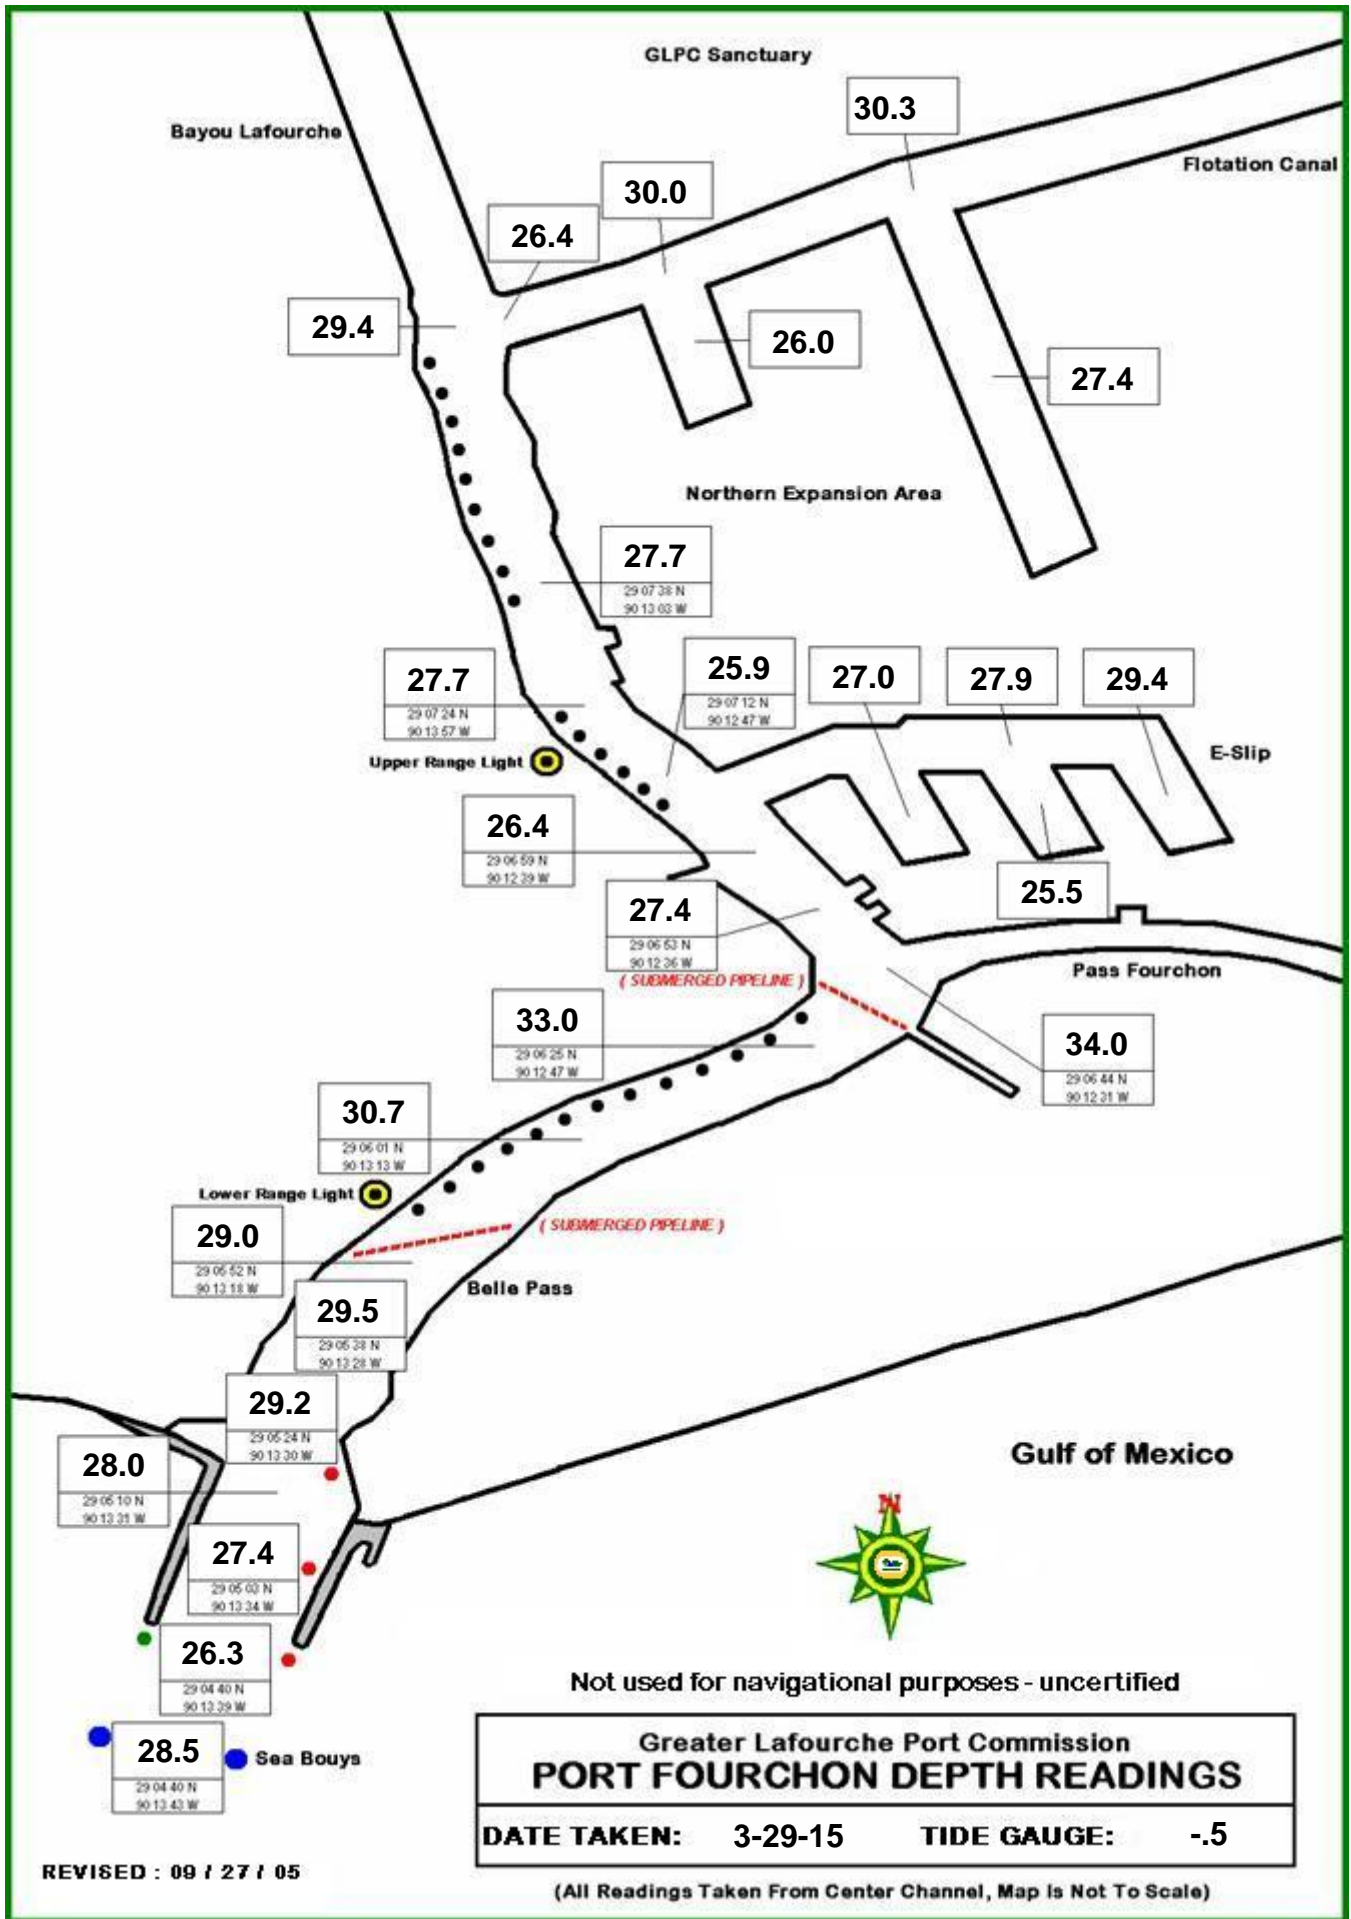 GLPC Sanctuary
30.3
Bayou Lafourche
Flotation Canal
30.0
26.4
29.4
26.0
27.4
Northern Expansion Area
27.7
29 07 38 N
90 13 03 W
27.7
29 07 24 N
90 13 57 W
25.9
29 07 12 N
90 12 47 W
27.0
27.9
29.4
E-Slip
Upper Range Light
26.4
29 06 59 N
90 12 39 W
25.5
27.4
29 06 53 N
90 12 36 W
( SUBMERGED PIPELINE )
Pass Fourchon
33.0
29 06 25 N
90 12 47 W
34.0
29 06 44 N
90 12 31 W
30.7
29 06 01 N
90 13 13 W
Lower Range Light
29.0
29 05 52 N
90 13 18 W
( SUBMERGED PIPELINE )
Belle Pass
29.5
29 05 38 N
90 13 28 W
29.2
29 05 24 N
90 13 30 W
28.0
29 05 10 N
90 13 31 W
Gulf of Mexico
N
27.4
29 05 03 N
90 13 34 W
26.3
29 04 40 N
90 13 39 W
28.5
29 04 40 N
90 13 43 W
Sea Bouys
Not used for navigational purposes - uncertified
Greater Lafourche Port Commission
PORT FOURCHON DEPTH READINGS
DATE TAKEN: 3-29-15 TIDE GAUGE: -.5
REVISED : 09 / 27 / 05
(All Readings Taken From Center Channel, Map Is Not To Scale)